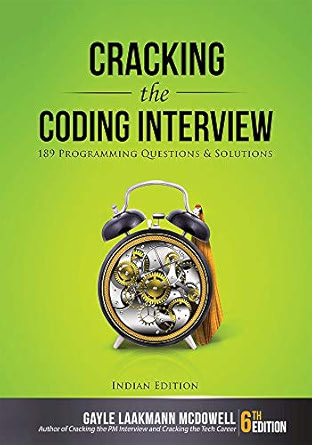 CRACKING
the
CODING INTERVIEW
189 PROGRAMMING QUESTIONS & SOLUTIONS
INDIAN EDITION
GAYLE LAAKMANN MCDOWELL
Author of Cracking the PM Interview and Cracking the Tech Career
6TH
EDITION